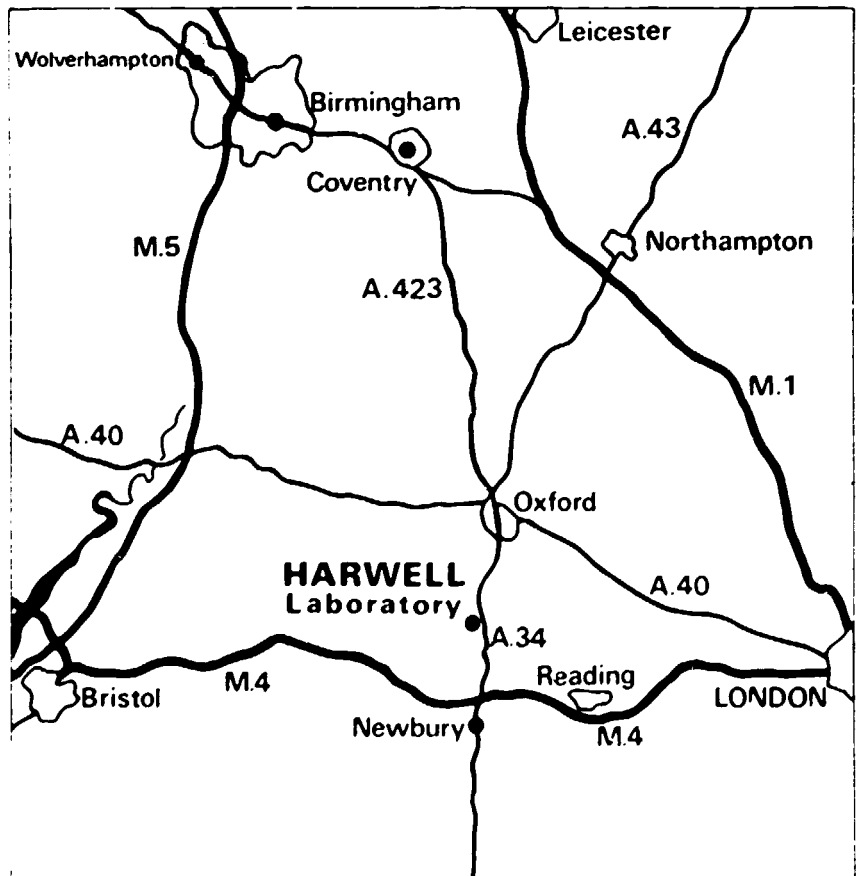 Leicester
Wolverhampton
Birmingham
A.43
Coventry
Northampton
M.5
A.423
M.1
A.40
Oxford
HARWELL
Laboratory
A.40
A.34
Reading
M.4
Bristol
LONDON
Newbury
M.4